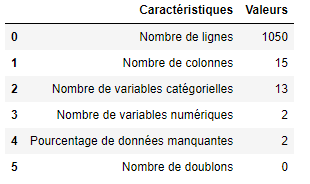 Caractéristiques Valeurs
0 Nombre de lignes 1050
1 Nombre de colonnes 15
2 Nombre de variables catégorielles 13
3 Nombre de variables numériques 2
4 Pourcentage de données manquantes 2
5 Nombre de doublons 0